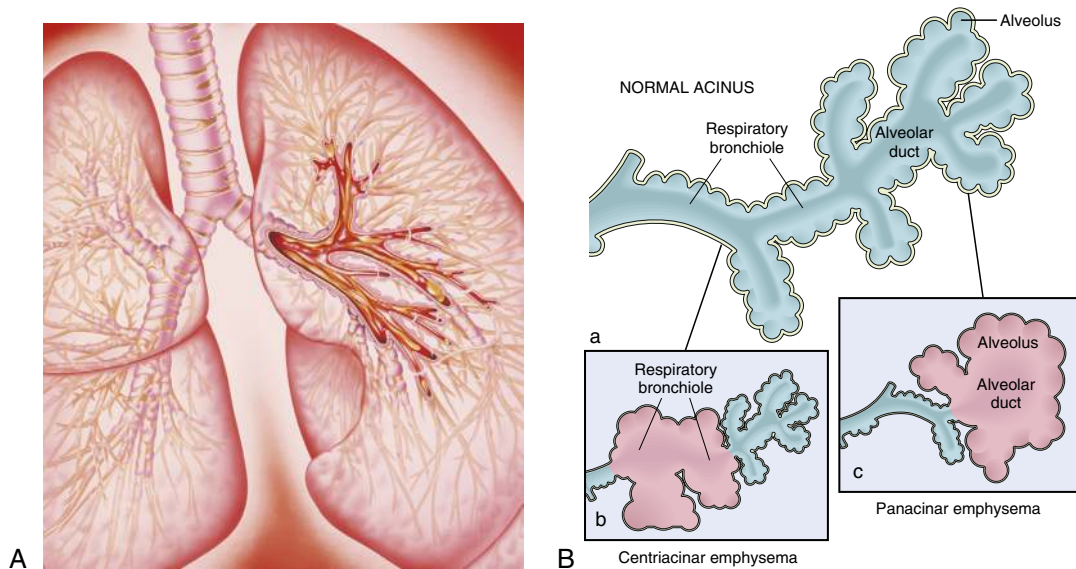 Alveolus
NORMAL ACINUS
Respiratory
bronchiole
Alveolar
duct
a
Respiratory
bronchiole
b
Centriacinar emphysema
Alveolus
Alveolar
duct
c
Panacinar emphysema
A
B